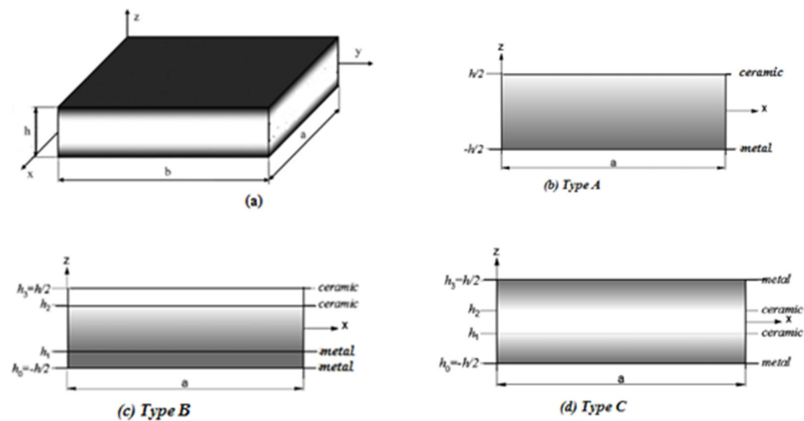 z
y
h
a
x
b
(a)
z
h/2
ceramic
x
-h/2
metal
a
(b) Type A
z
h₃=h/2
ceramic
h₂
ceramic
x
h₁
metal
h₀=-h/2
metal
a
(c) Type B
z
h₃=h/2
metal
h₂
ceramic
x
h₁
ceramic
h₀=-h/2
metal
a
(d) Type C